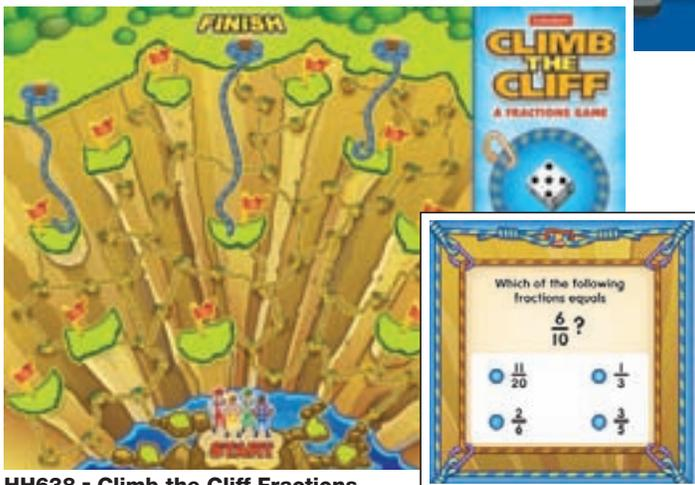 FINISH
CLIMB
THE
CLIFF
A FRACTIONS GAME
START
Which of the following
fractions equals
6/10 ?
11/20
1/3
2/6
3/5
HH638 - Climb the Cliff Fractions